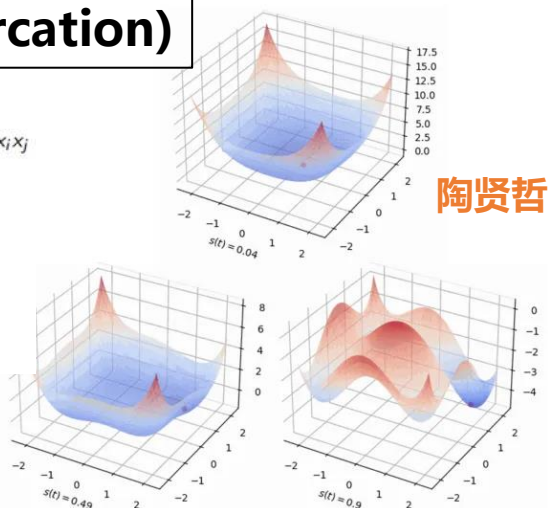 rcation)
x_i x_j
17.5
15.0
12.5
10.0
7.5
5.0
2.5
0.0
陶贤哲
−2 −1 0 1 2
−2 −1 0 1 2
s(t) = 0.04
8
6
4
2
0
0
−1
−2
−3
−4
−2 −1 0 1 2
−2 −1 0 1 2
s(t) = 0.49
−2 −1 0 1 2
−2 −1 0 1 2
s(t) = 0.9